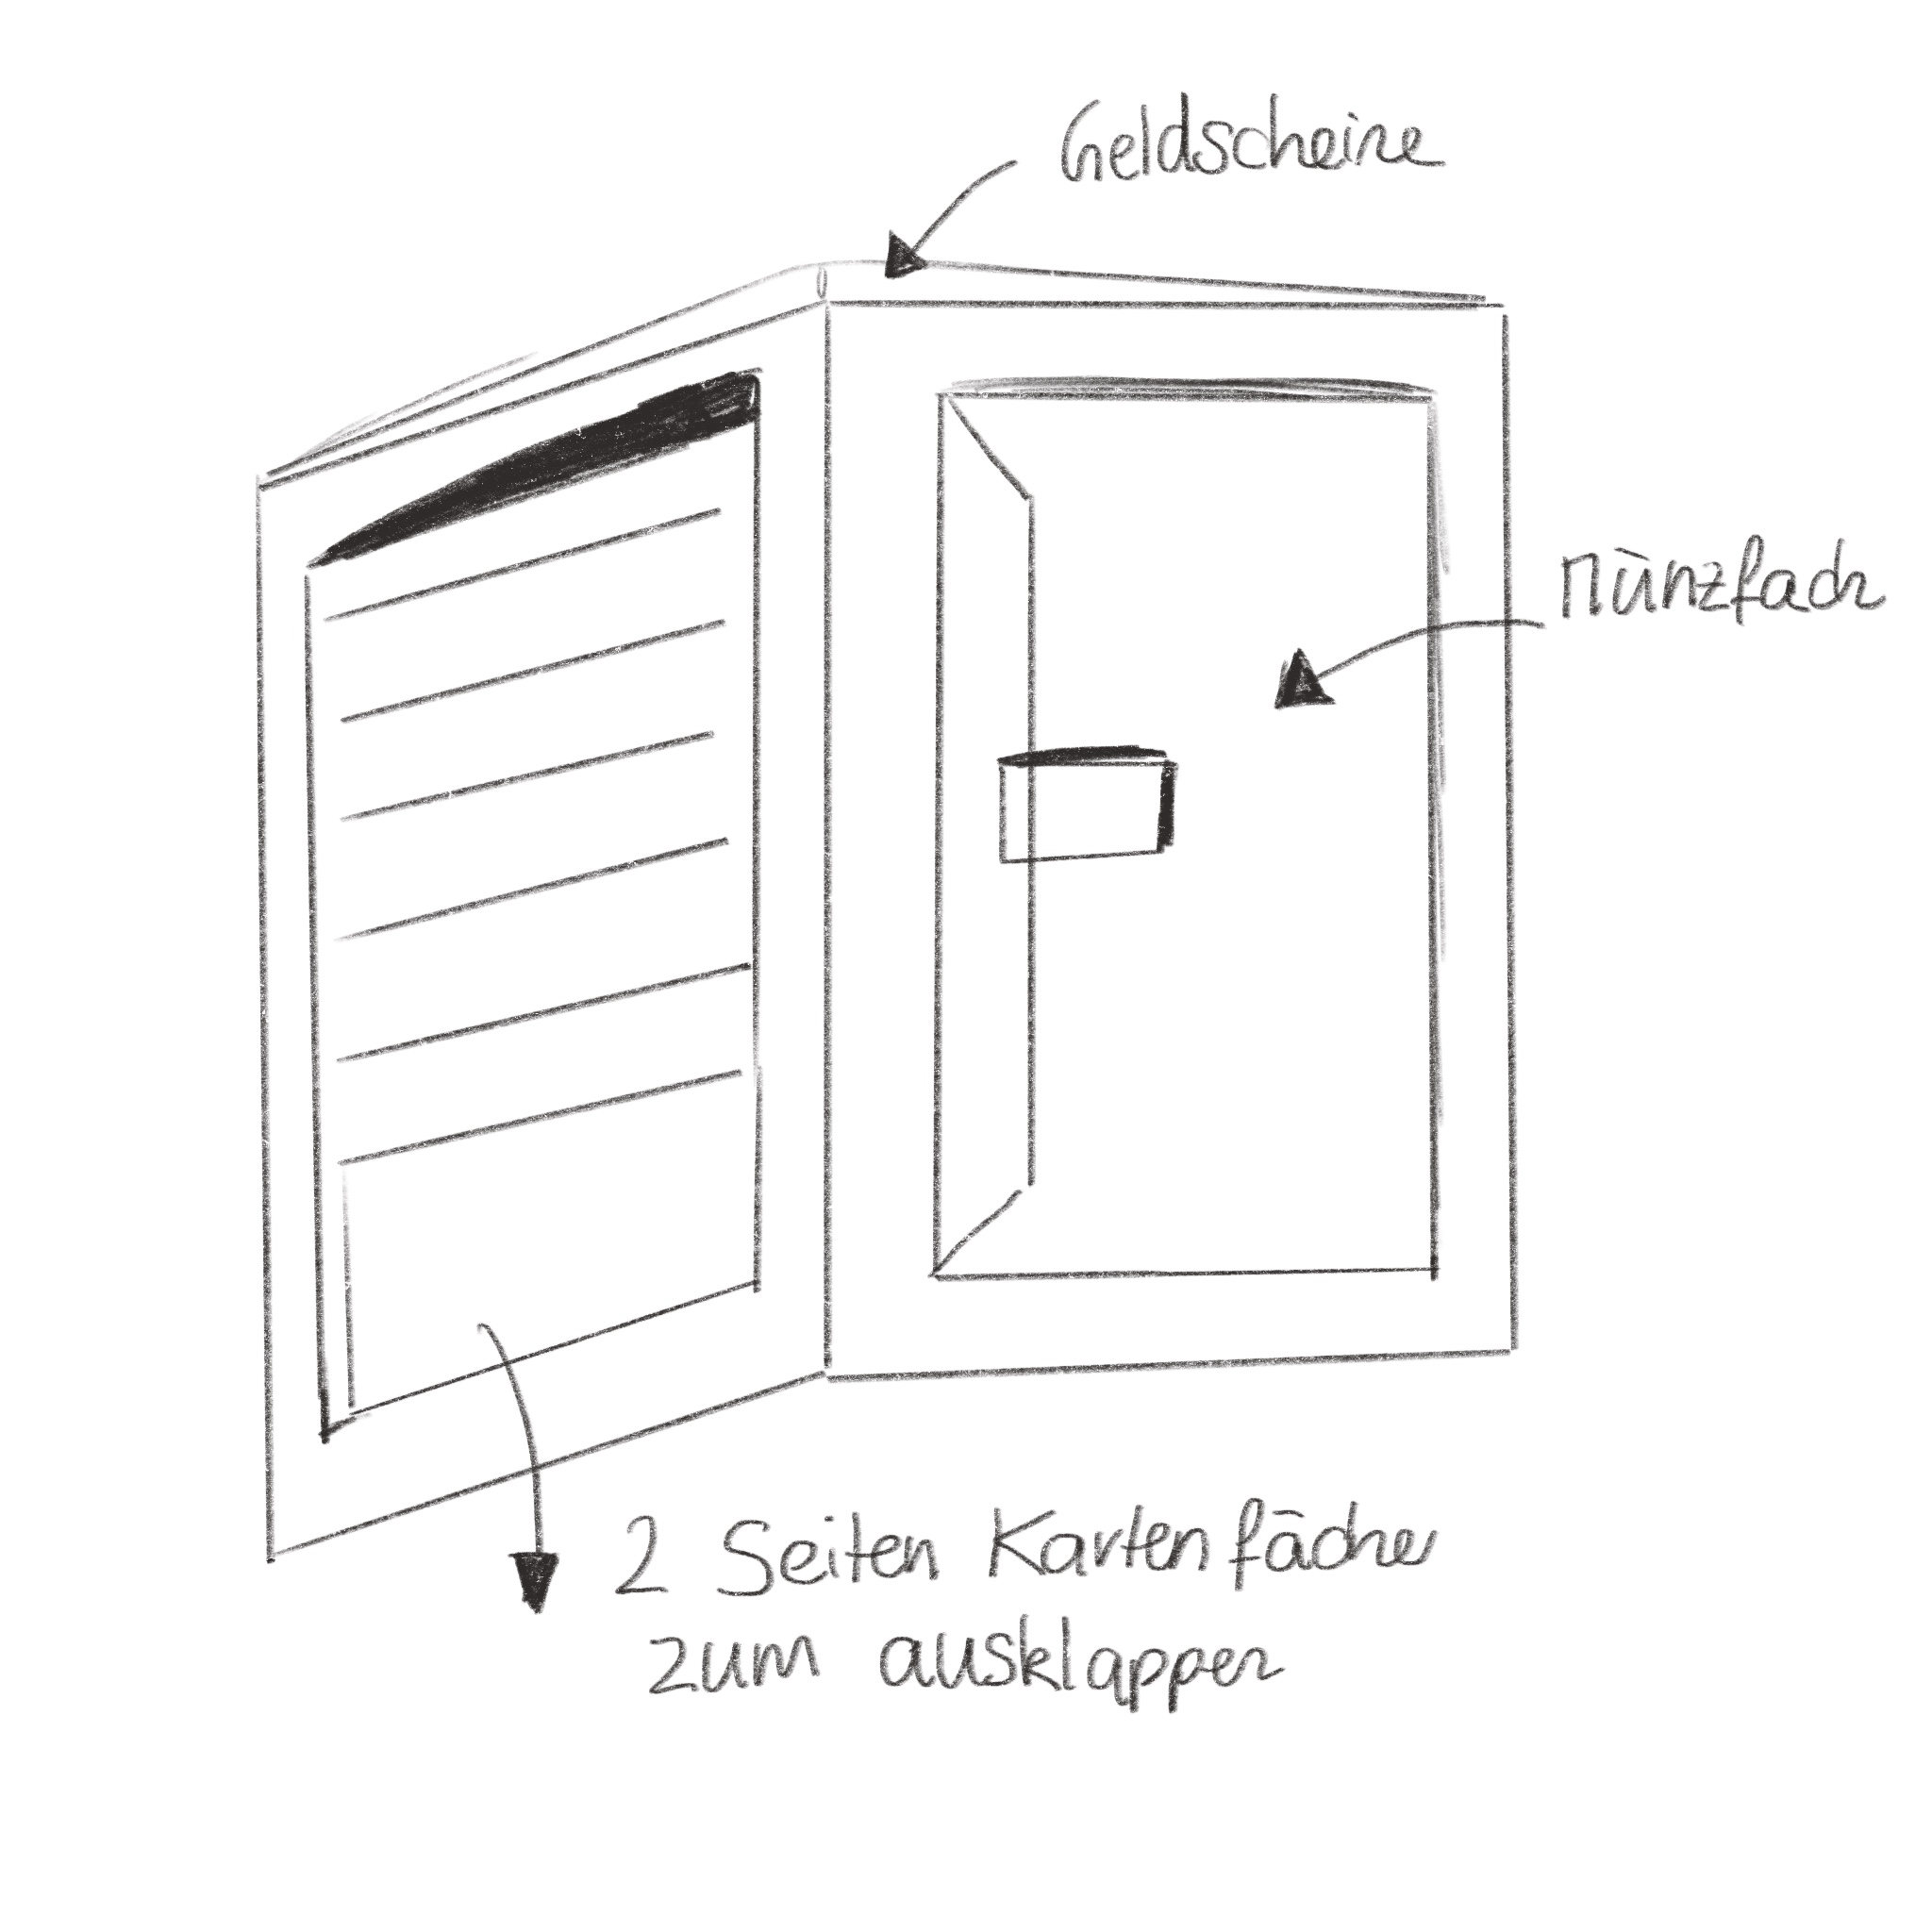 Geldscheine
Münzfach
2 Seiten Kartenfächer
zum ausklappen